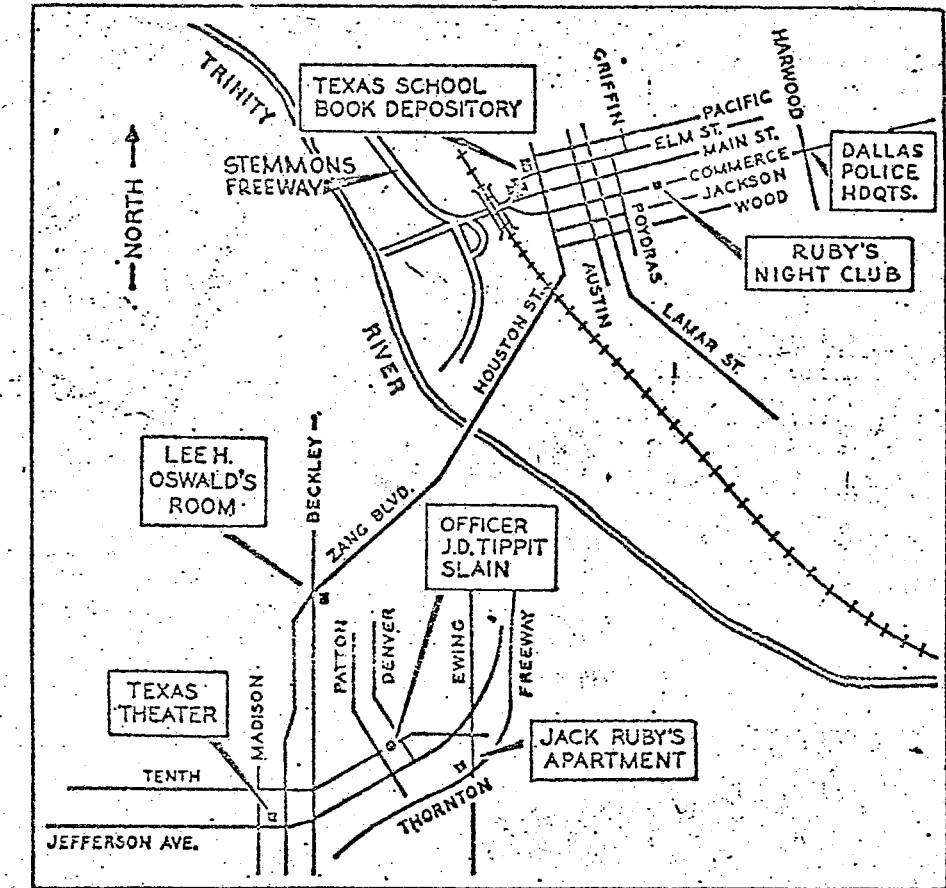 TRINITY
TEXAS SCHOOL
BOOK DEPOSITORY
GRIFFIN
HARWOOD
PACIFIC
ELM ST.
MAIN ST.
COMMERCE
JACKSON
WOOD
DALLAS
POLICE
HDQTS.
STEMMONS
FREEWAY
NORTH
POYDRAS
RUBY'S
NIGHT CLUB
AUSTIN
HOUSTON ST.
LAMAR ST.
RIVER
LEE H.
OSWALD'S
ROOM
BECKLEY
ZANG BLVD.
OFFICER
J.D. TIPPIT
SLAIN
PATTON
DENVER
EWING
FREEWAY
TEXAS
THEATER
MADISON
JACK RUBY'S
APARTMENT
TENTH
THORNTON
JEFFERSON AVE.